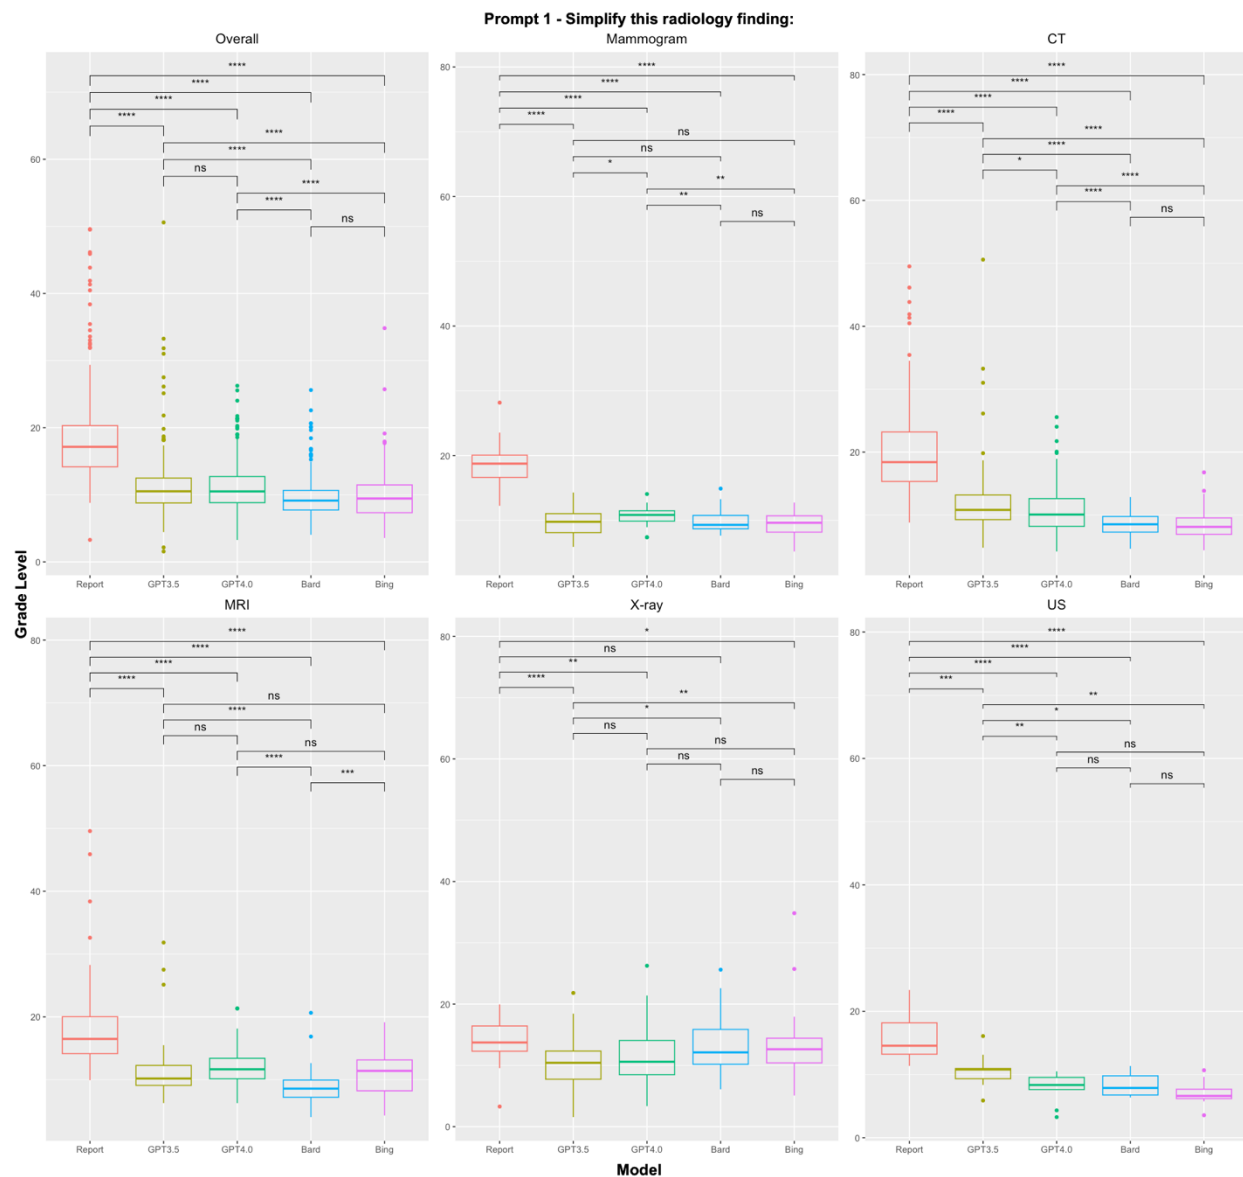 Prompt 1 - Simplify this radiology finding:
Grade Level
Overall
****
****
****
****
****
****
ns
****
****
ns
60
40
20
0
Report GPT3.5 GPT4.0 Bard Bing
Mammogram
****
****
****
****
ns
ns
*
**
**
ns
80
60
40
20
Report GPT3.5 GPT4.0 Bard Bing
CT
****
****
****
****
****
****
*
****
****
ns
80
60
40
20
Report GPT3.5 GPT4.0 Bard Bing
MRI
****
****
****
****
ns
****
ns
ns
****
***
80
60
40
20
Report GPT3.5 GPT4.0 Bard Bing
X-ray
*
ns
**
****
**
*
ns
ns
ns
ns
80
60
40
20
0
Report GPT3.5 GPT4.0 Bard Bing
US
****
****
****
***
**
*
**
ns
ns
ns
80
60
40
20
0
Report GPT3.5 GPT4.0 Bard Bing
Model